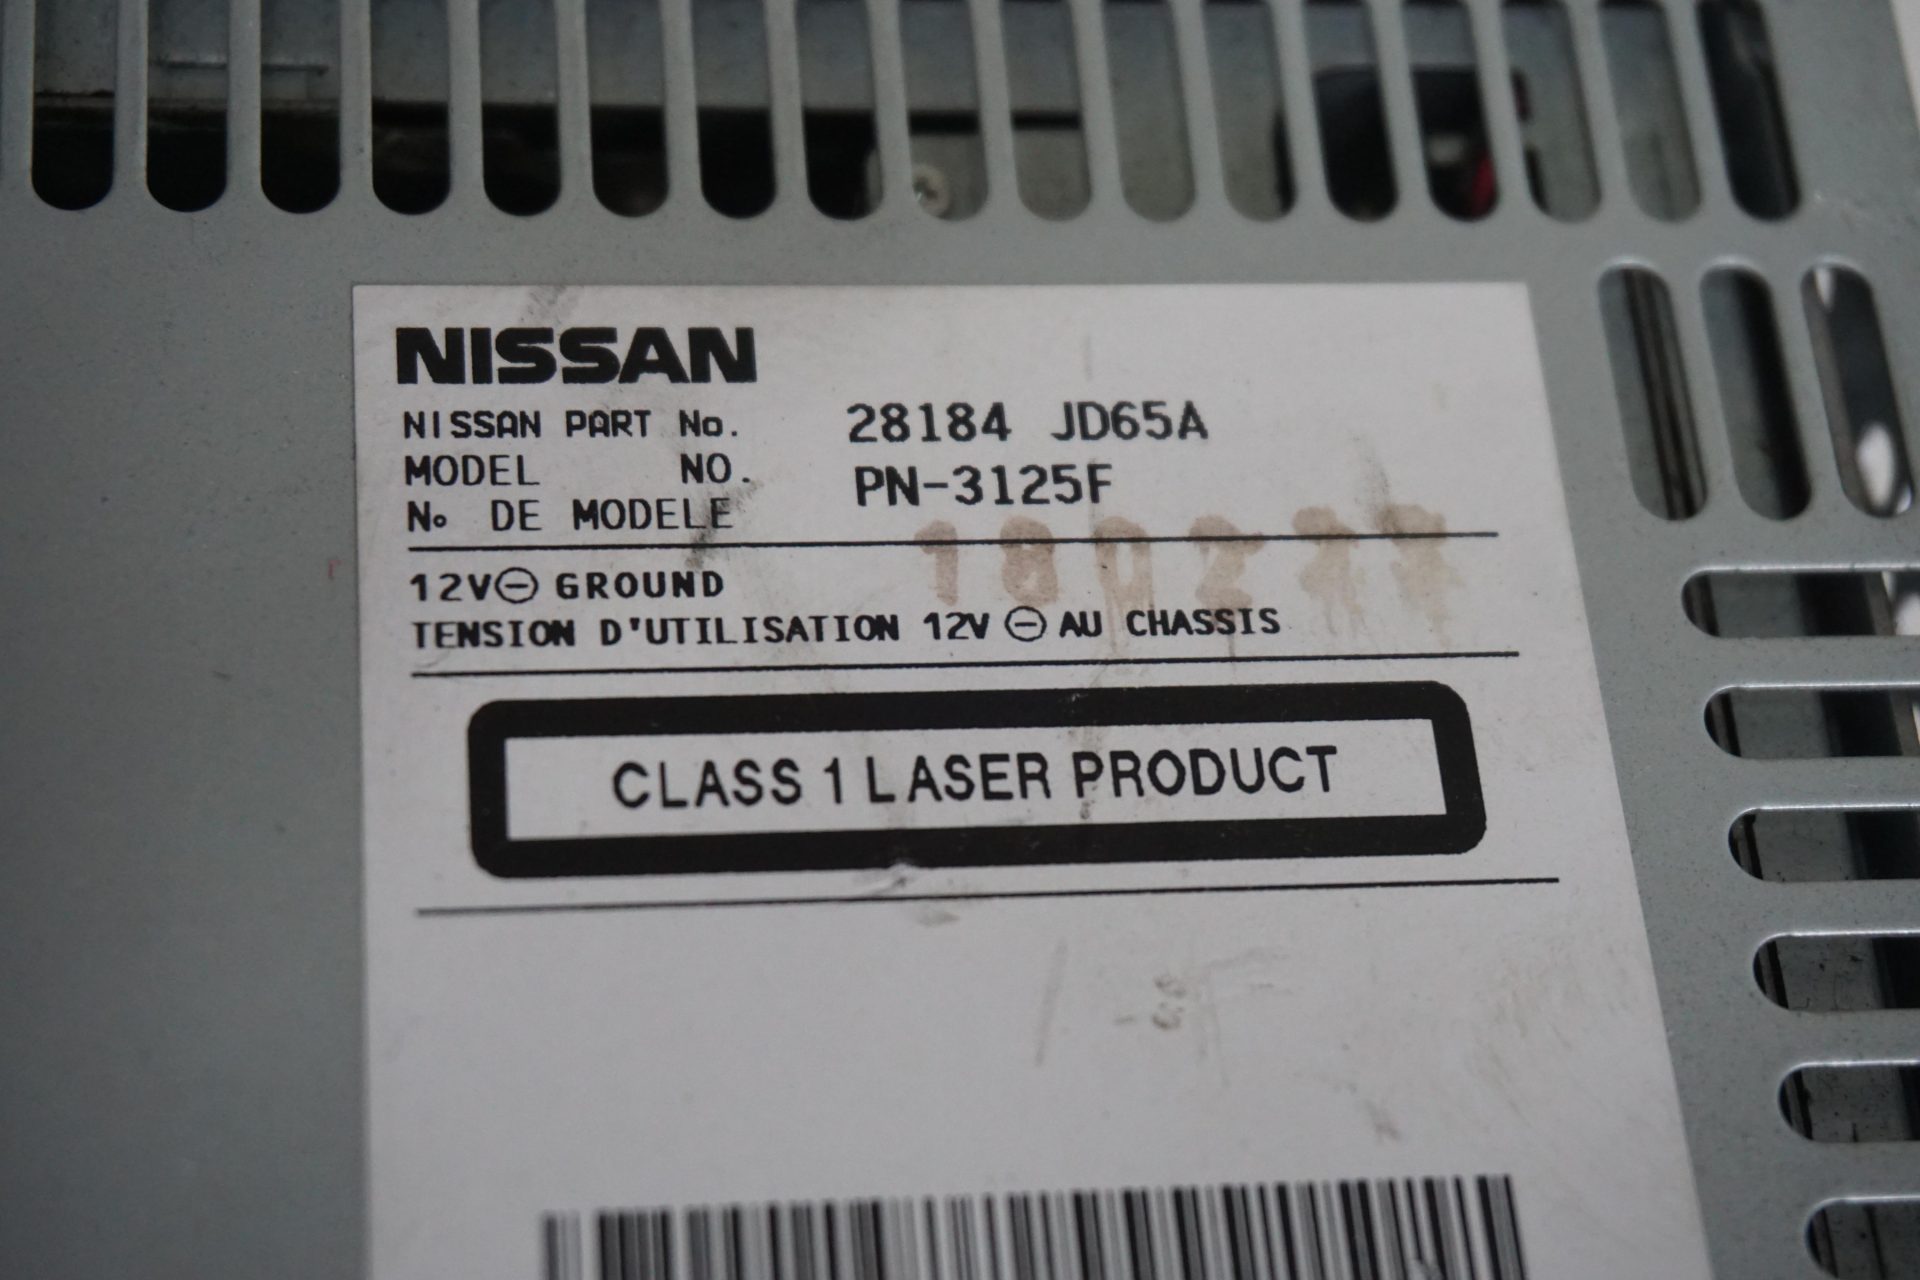 NISSAN
NISSAN PART No. 28184 JD65A
MODEL NO. PN-3125F
No DE MODELE
12V⊖ GROUND
TENSION D'UTILISATION 12V ⊖ AU CHASSIS
CLASS 1 LASER PRODUCT